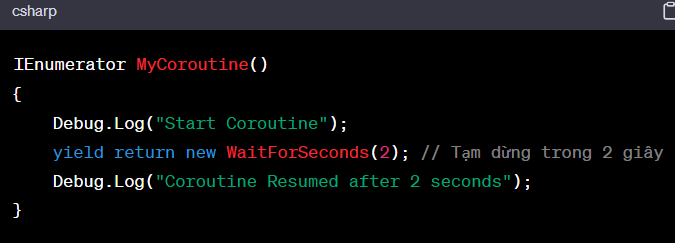 csharp
IEnumerator MyCoroutine()
{
    Debug.Log("Start Coroutine");
    yield return new WaitForSeconds(2); // Tạm dừng trong 2 giây
    Debug.Log("Coroutine Resumed after 2 seconds");
}